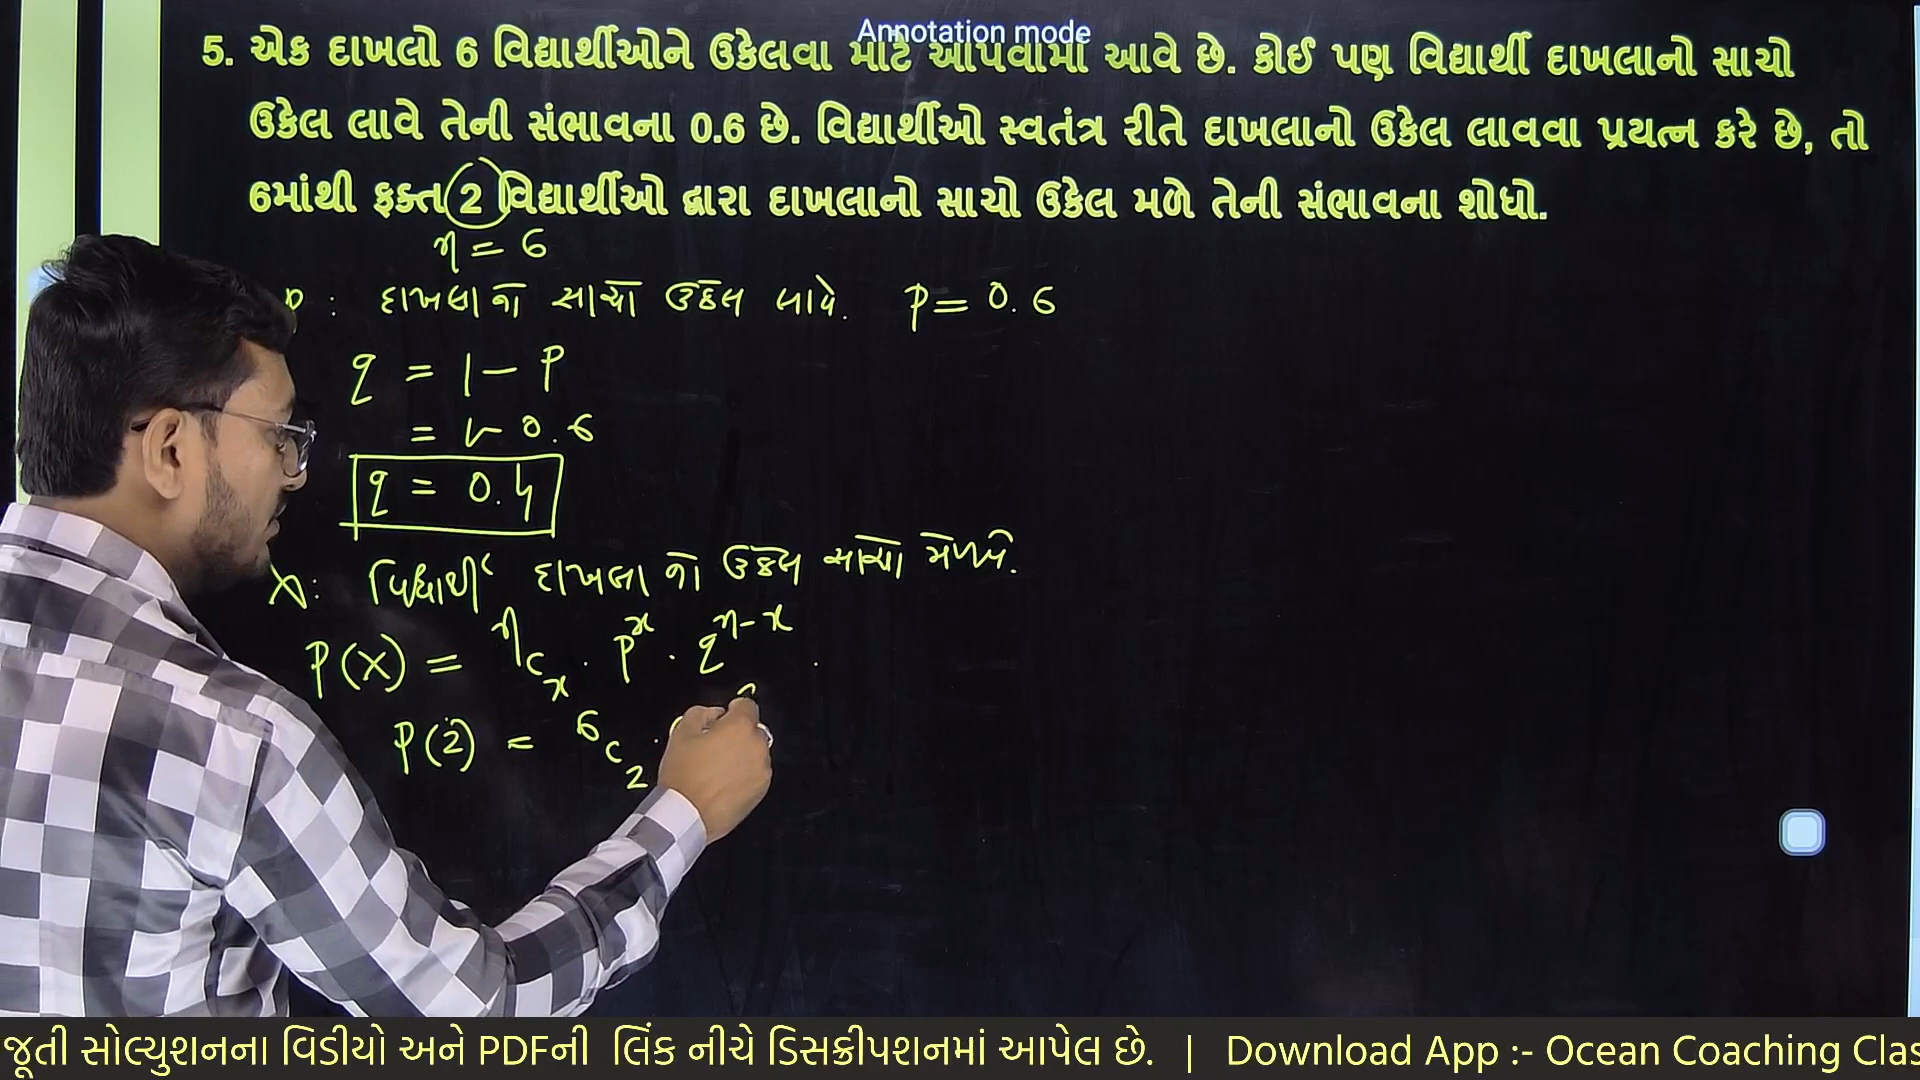 Annotation mode
5. એક દાખલો 6 વિદ્યાર્થીઓને ઉકેલવા માટે આપવામાં આવે છે. કોઈ પણ વિદ્યાર્થી દાખલાનો સાચો
ઉકેલ લાવે તેની સંભાવના 0.6 છે. વિદ્યાર્થીઓ સ્વતંત્ર રીતે દાખલાનો ઉકેલ લાવવા પ્રયત્ન કરે છે, તો
6માંથી ફક્ત 2 વિદ્યાર્થીઓ દ્વારા દાખલાનો સાચો ઉકેલ મળે તેની સંભાવના શોધો.
n = 6
P : દાખલાનો સાચો ઉકેલ લાવે. p = 0.6
q = 1 - p
= 1 - 0.6
q = 0.4
X : વિદ્યાર્થી દાખલાનો ઉકેલ સાચો મેળવે.
P(X) = ⁿCₓ · pˣ · qⁿ⁻ˣ
P(2) = ⁶C₂ ·
જૂતી સોલ્યુશનના વિડીયો અને PDFની લિંક નીચે ડિસક્રીપશનમાં આપેલ છે. | Download App :- Ocean Coaching Clas